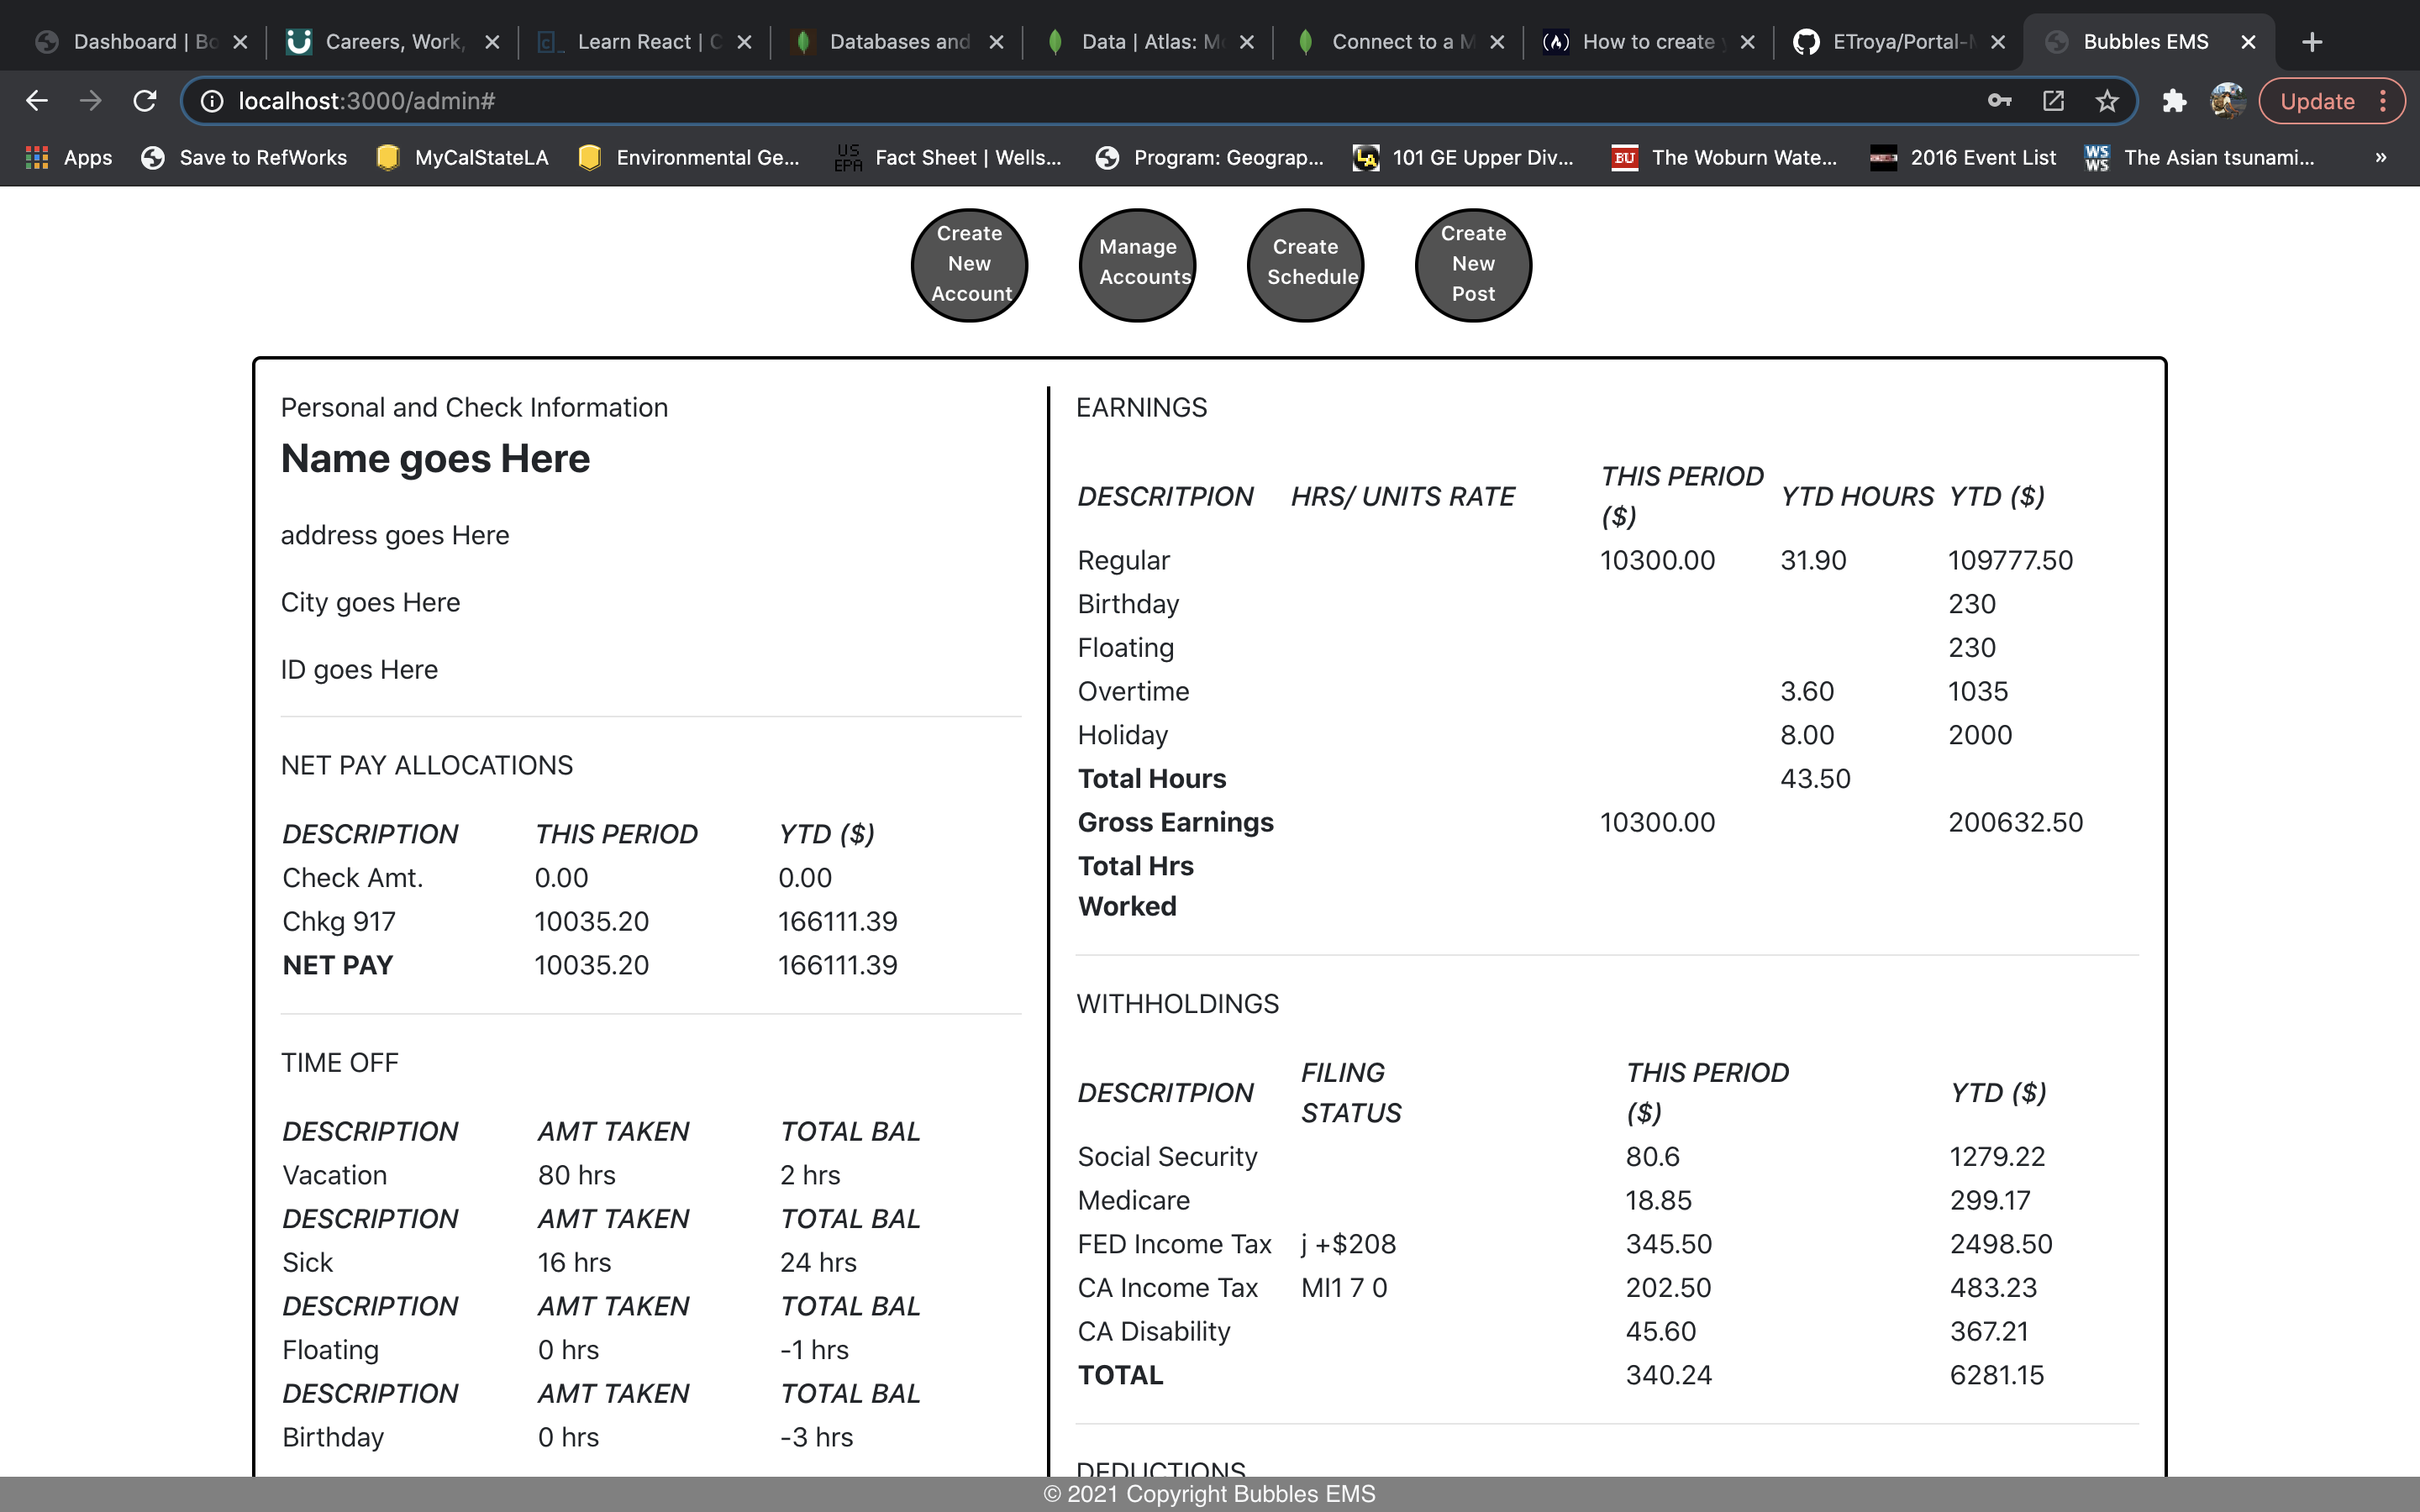 Dashboard | Bo
Careers, Work,
Learn React | C
Databases and
Data | Atlas: Mo
Connect to a M
How to create y
ETroya/Portal-M
Bubbles EMS
localhost:3000/admin#
Update
Apps
Save to RefWorks
MyCalStateLA
Environmental Ge...
US EPA
Fact Sheet | Wells...
Program: Geograp...
LA
101 GE Upper Div...
BU
The Woburn Wate...
2016 Event List
WS WS
The Asian tsunami...
»
Create New Account
Manage Accounts
Create Schedule
Create New Post
Personal and Check Information
Name goes Here
address goes Here
City goes Here
ID goes Here
NET PAY ALLOCATIONS
DESCRIPTION THIS PERIOD YTD ($)
Check Amt. 0.00 0.00
Chkg 917 10035.20 166111.39
NET PAY 10035.20 166111.39
TIME OFF
DESCRIPTION AMT TAKEN TOTAL BAL
Vacation 80 hrs 2 hrs
DESCRIPTION AMT TAKEN TOTAL BAL
Sick 16 hrs 24 hrs
DESCRIPTION AMT TAKEN TOTAL BAL
Floating 0 hrs -1 hrs
DESCRIPTION AMT TAKEN TOTAL BAL
Birthday 0 hrs -3 hrs
EARNINGS
DESCRITPION HRS/ UNITS RATE THIS PERIOD ($) YTD HOURS YTD ($)
Regular 10300.00 31.90 109777.50
Birthday 230
Floating 230
Overtime 3.60 1035
Holiday 8.00 2000
Total Hours 43.50
Gross Earnings 10300.00 200632.50
Total Hrs
Worked
WITHHOLDINGS
DESCRITPION FILING STATUS THIS PERIOD ($) YTD ($)
Social Security 80.6 1279.22
Medicare 18.85 299.17
FED Income Tax j +$208 345.50 2498.50
CA Income Tax MI1 7 0 202.50 483.23
CA Disability 45.60 367.21
TOTAL 340.24 6281.15
DEDUCTIONS
© 2021 Copyright Bubbles EMS